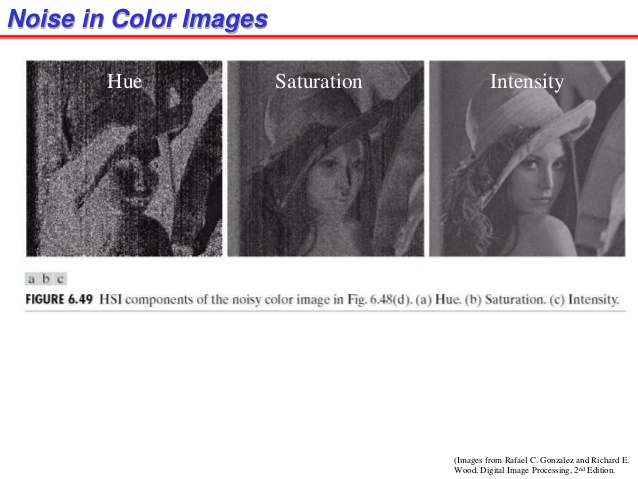 Noise in Color Images
Hue
Saturation
Intensity
a b c
FIGURE 6.49 HSI components of the noisy color image in Fig. 6.48(d). (a) Hue. (b) Saturation. (c) Intensity.
(Images from Rafael C. Gonzalez and Richard E.
Wood, Digital Image Processing, 2nd Edition.